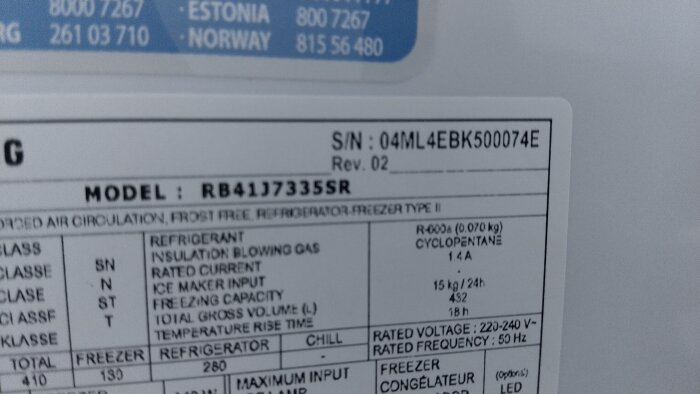 8000 7267 · ESTONIA 800 7267
RG 261 03 710 · NORWAY 815 56 480
G S/N : 04ML4EBK500074E
Rev. 02
MODEL : RB41J7335SR
ORCED AIR CIRCULATION, FROST FREE, REFRIGERATOR-FREEZER TYPE II
CLASS SN REFRIGERANT R-600a (0.070 kg)
CLASSE N INSULATION BLOWING GAS CYCLOPENTANE
CLASE ST RATED CURRENT 1.4 A
CLASSE T ICE MAKER INPUT -
KLASSE FREEZING CAPACITY 15 kg / 24h
TOTAL GROSS VOLUME (L) 432
TEMPERATURE RISE TIME 18 h
TOTAL FREEZER REFRIGERATOR CHILL RATED VOLTAGE : 220-240 V~
410 130 280 - RATED FREQUENCY : 50 Hz
MAXIMUM INPUT FREEZER (Optional)
CONGÉLATEUR LED